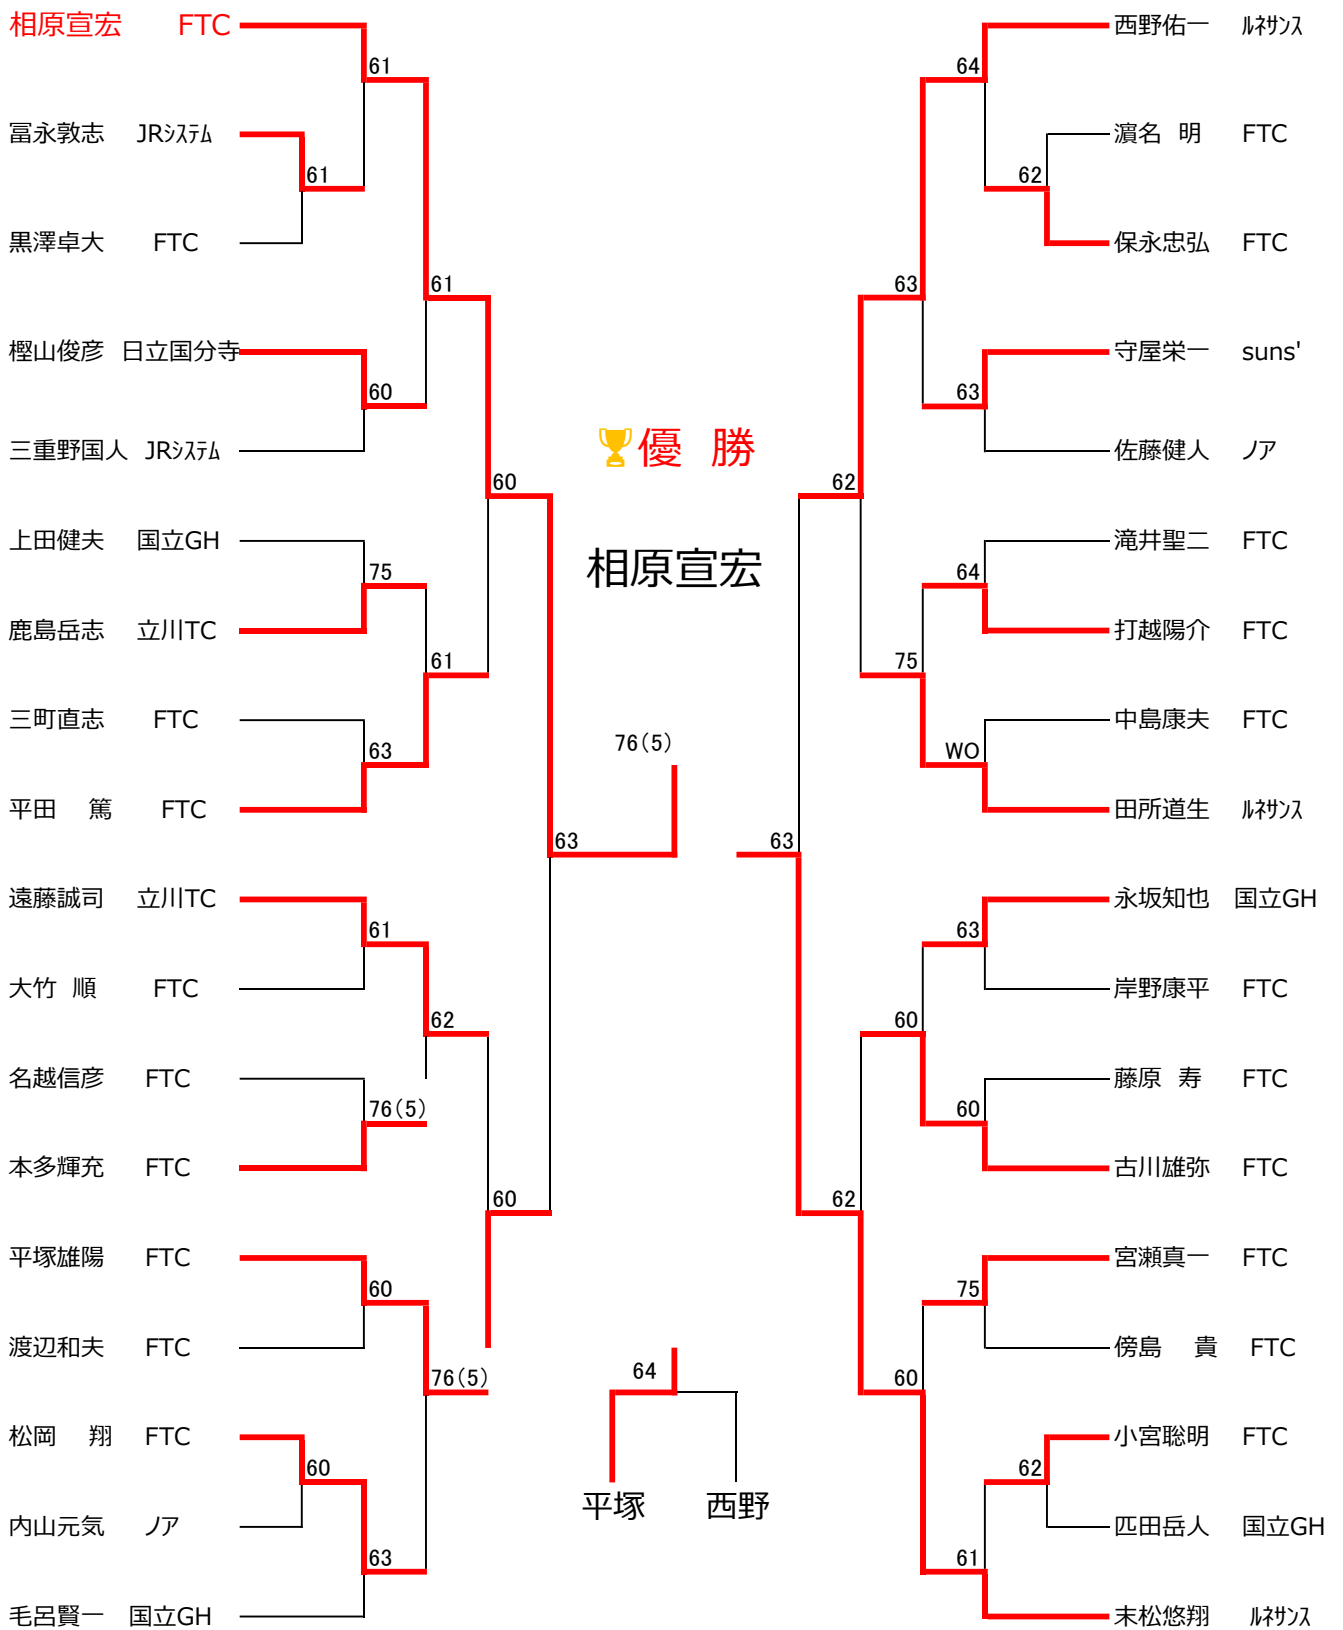 相原宣宏 FTC
61
冨永敦志 JRｼｽﾃﾑ
61
黒澤卓大 FTC
61
樫山俊彦 日立国分寺
60
三重野国人 JRｼｽﾃﾑ
60
上田健夫 国立GH
75
鹿島岳志 立川TC
61
三町直志 FTC
63
平田 篤 FTC
63
遠藤誠司 立川TC
61
大竹 順 FTC
62
名越信彦 FTC
76(5)
本多輝充 FTC
60
平塚雄陽 FTC
60
渡辺和夫 FTC
76(5)
松岡 翔 FTC
60
内山元気 ノア
63
毛呂賢一 国立GH
優 勝
相原宣宏
76(5)
64
平塚 西野
西野佑一 ﾙﾈｻﾝｽ
64
濵名 明 FTC
62
保永忠弘 FTC
63
守屋栄一 suns'
63
佐藤健人 ノア
62
滝井聖二 FTC
64
打越陽介 FTC
75
中島康夫 FTC
WO
田所道生 ﾙﾈｻﾝｽ
63
永坂知也 国立GH
63
岸野康平 FTC
60
藤原 寿 FTC
60
古川雄弥 FTC
62
宮瀬真一 FTC
75
傍島 貴 FTC
60
小宮聡明 FTC
62
匹田岳人 国立GH
61
末松悠翔 ﾙﾈｻﾝｽ